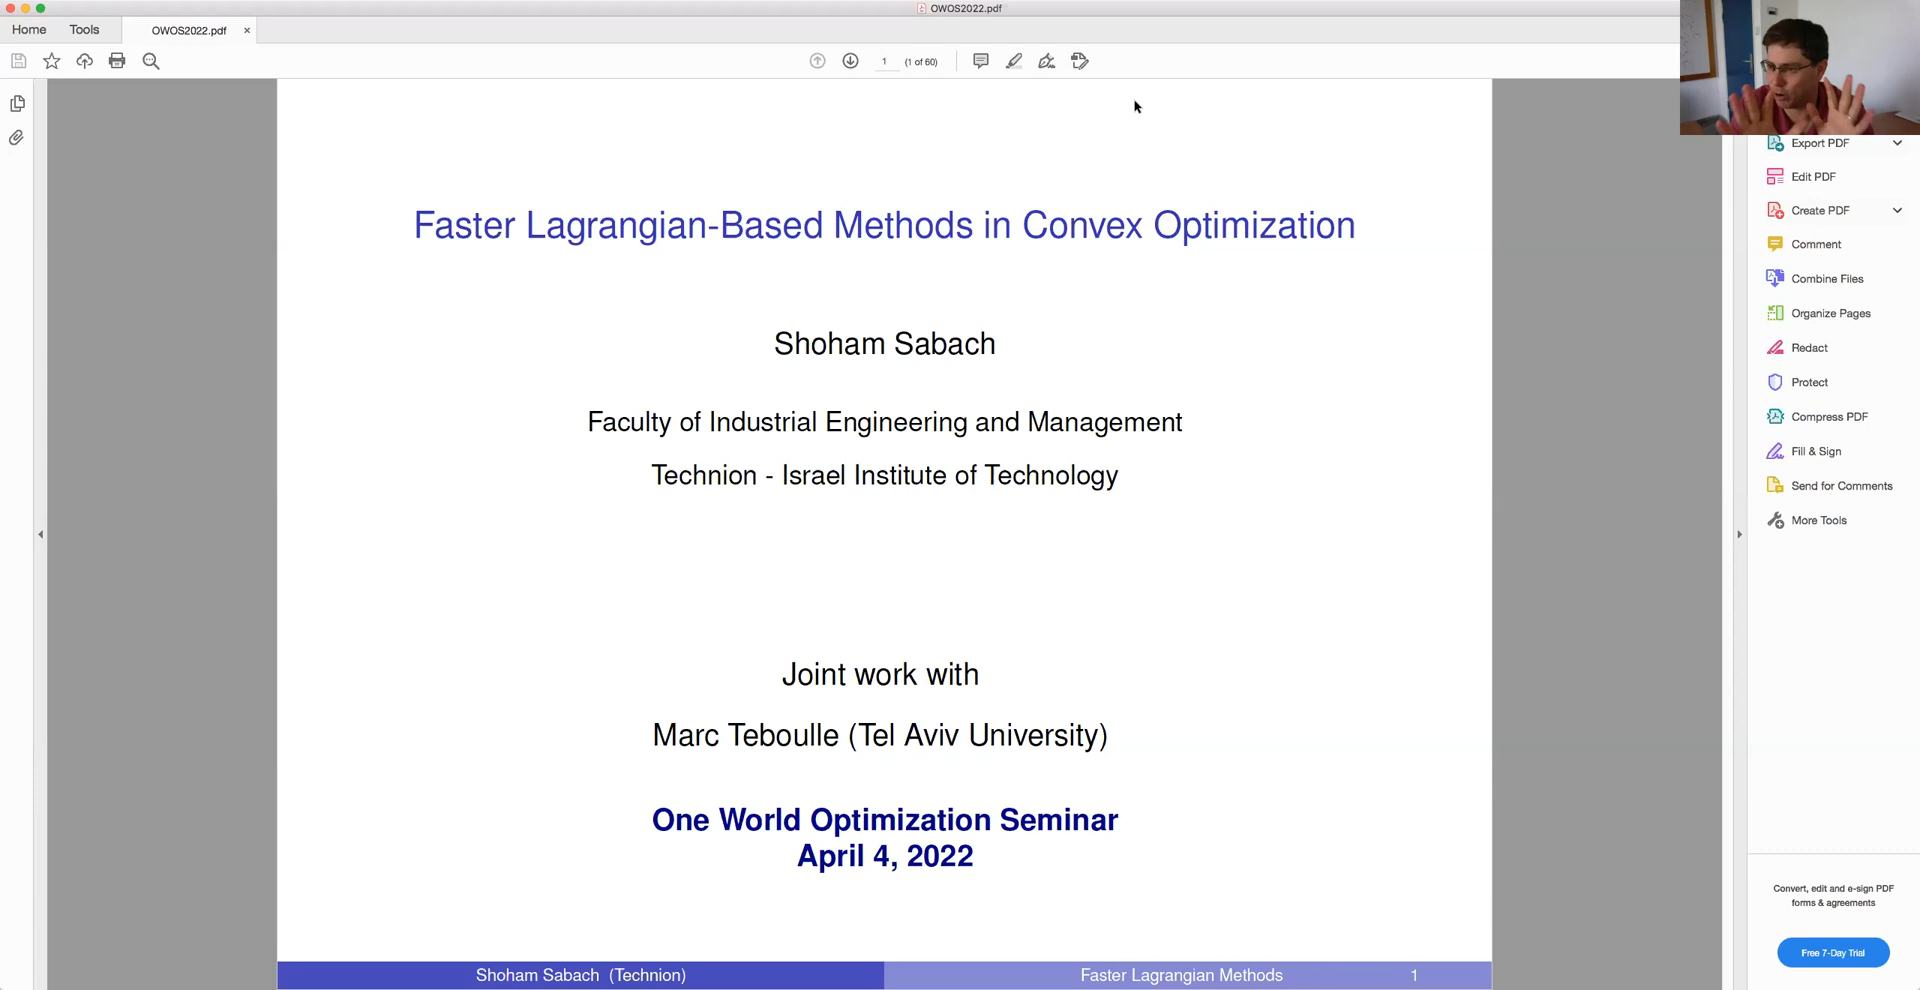 OWOS2022.pdf
Home
Tools
OWOS2022.pdf ×
1 (1 of 60)
Faster Lagrangian-Based Methods in Convex Optimization
Shoham Sabach
Faculty of Industrial Engineering and Management
Technion - Israel Institute of Technology
Joint work with
Marc Teboulle (Tel Aviv University)
One World Optimization Seminar
April 4, 2022
Shoham Sabach (Technion)
Faster Lagrangian Methods
1
Export PDF
Edit PDF
Create PDF
Comment
Combine Files
Organize Pages
Redact
Protect
Compress PDF
Fill & Sign
Send for Comments
More Tools
Convert, edit and e-sign PDF
forms & agreements
Free 7-Day Trial